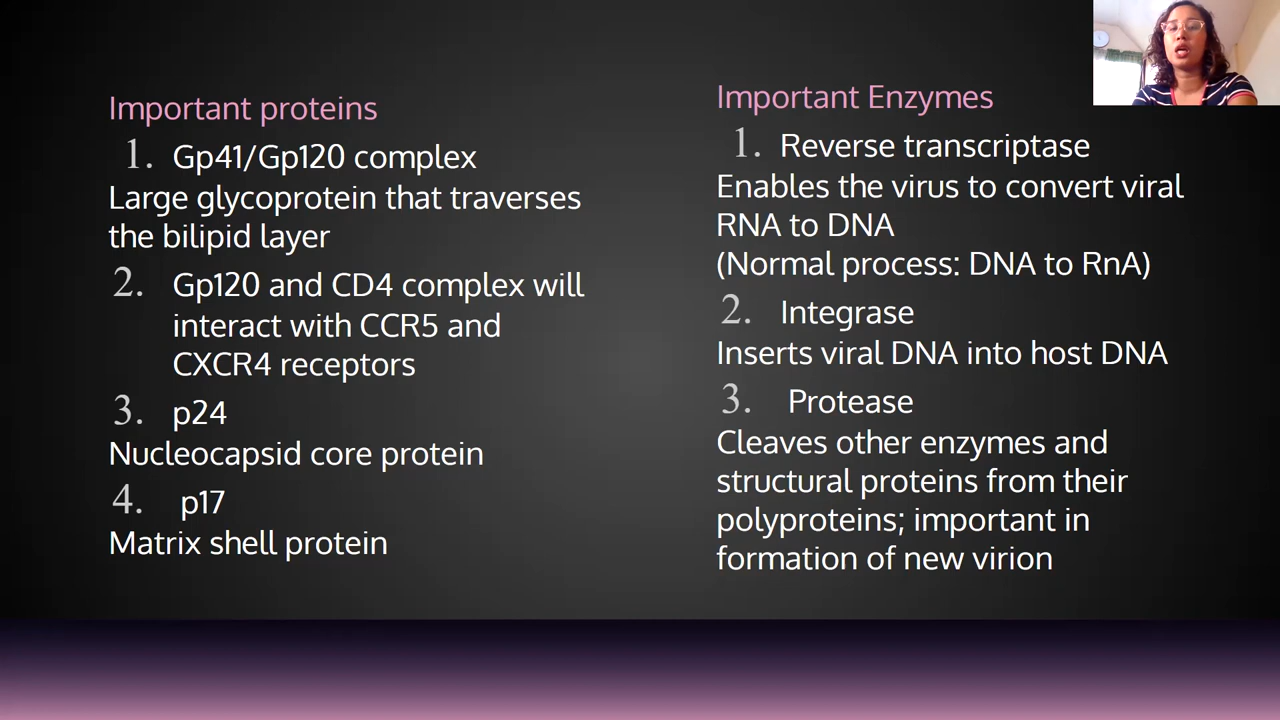 Important proteins
1. Gp41/Gp120 complex
Large glycoprotein that traverses
the bilipid layer
2. Gp120 and CD4 complex will
interact with CCR5 and
CXCR4 receptors
3. p24
Nucleocapsid core protein
4. p17
Matrix shell protein
Important Enzymes
1. Reverse transcriptase
Enables the virus to convert viral
RNA to DNA
(Normal process: DNA to RnA)
2. Integrase
Inserts viral DNA into host DNA
3. Protease
Cleaves other enzymes and
structural proteins from their
polyproteins; important in
formation of new virion